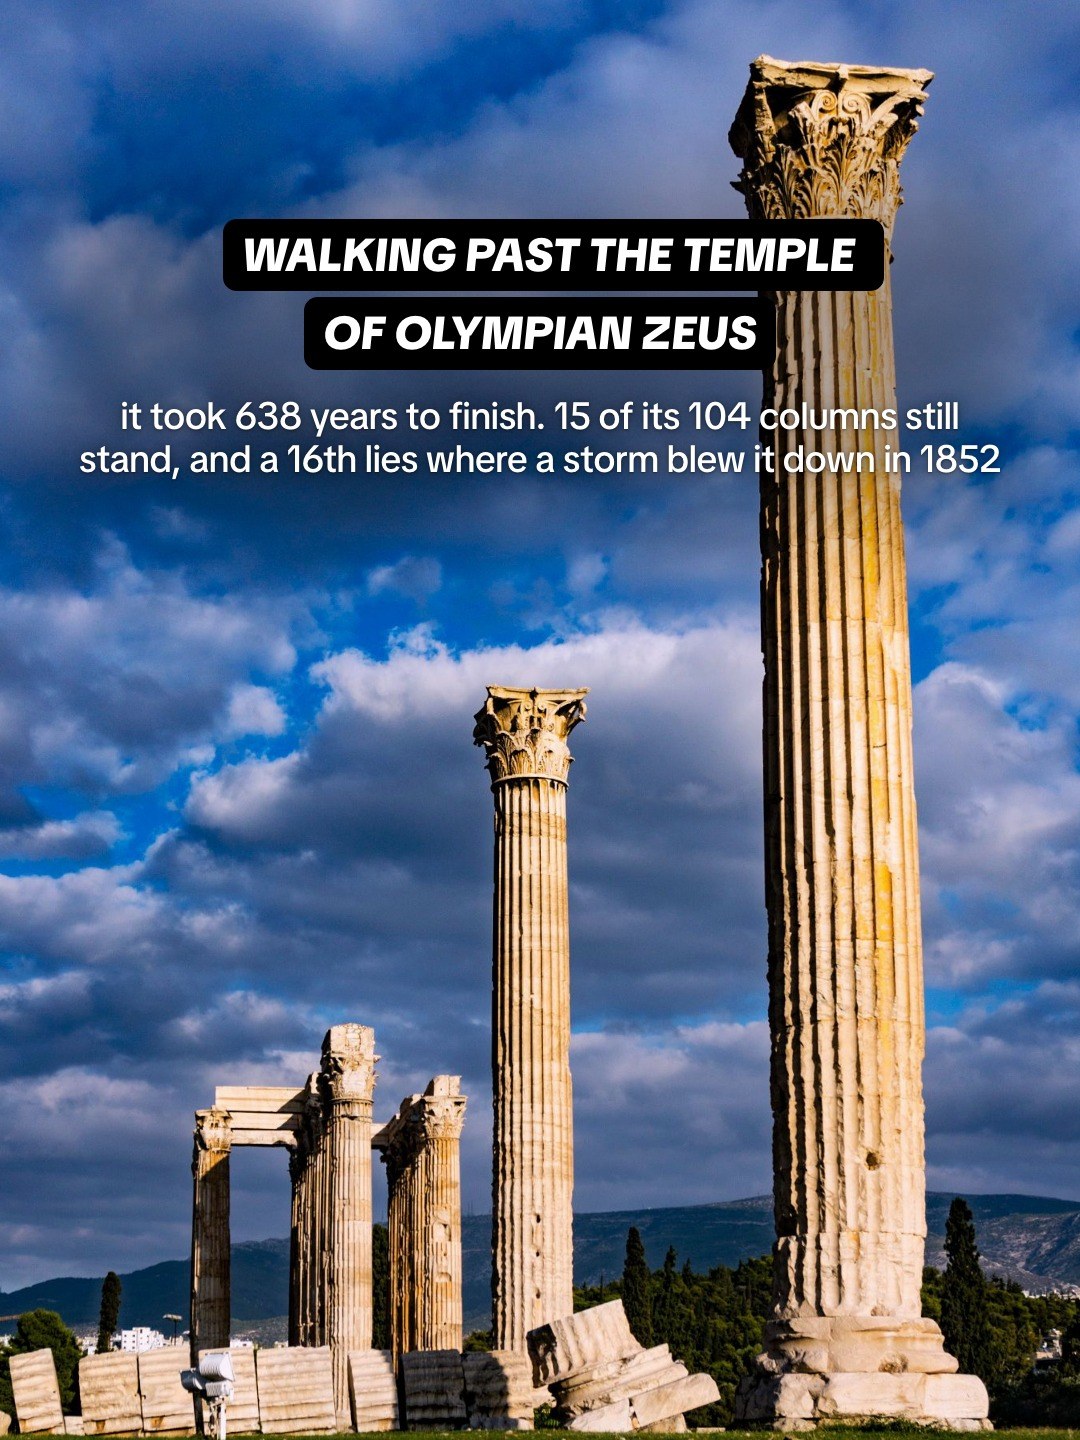 WALKING PAST THE TEMPLE
OF OLYMPIAN ZEUS
it took 638 years to finish. 15 of its 104 columns still
stand, and a 16th lies where a storm blew it down in 1852